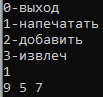 0-выход
1-напечатать
2-добавить
3-извлеч
1
9 5 7